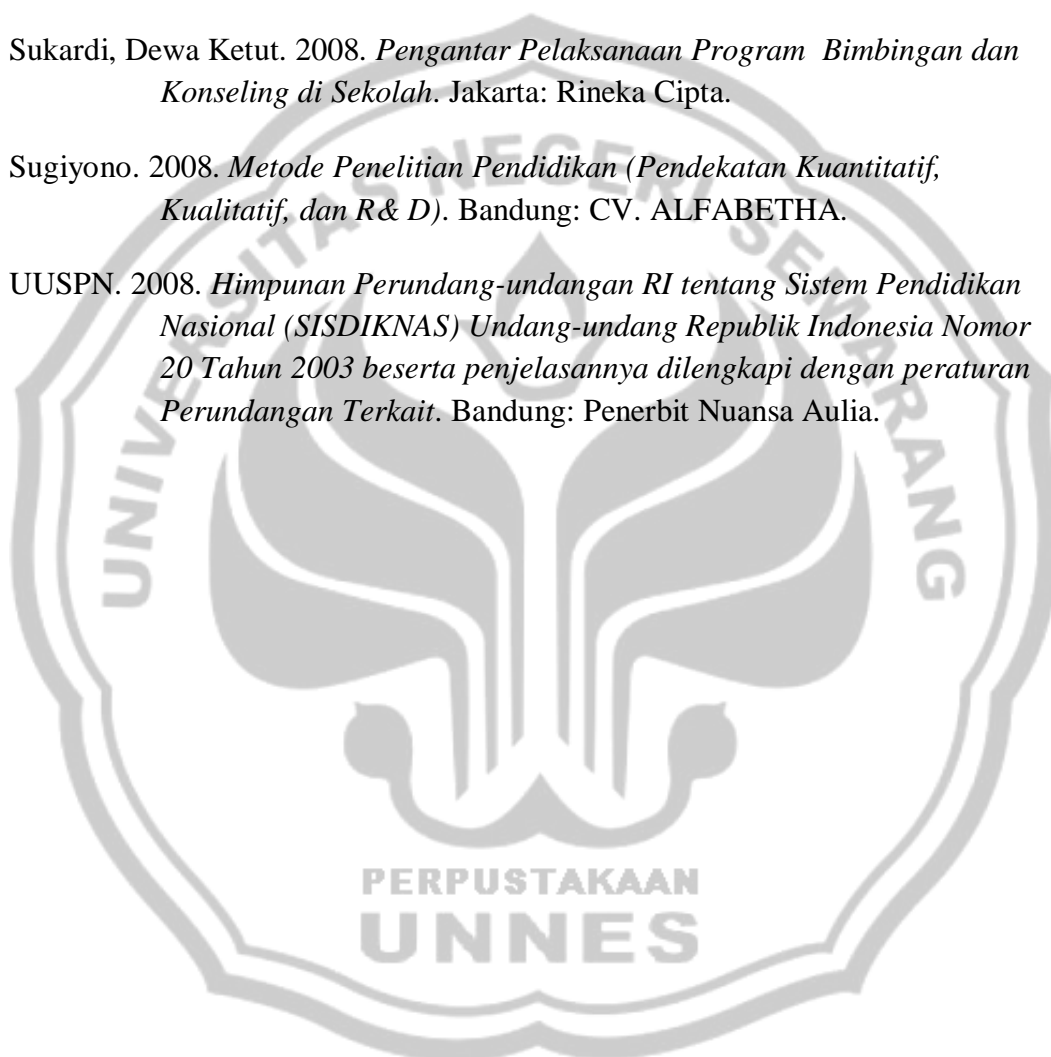 Sukardi, Dewa Ketut. 2008. Pengantar Pelaksanaan Program  Bimbingan dan
Konseling di Sekolah. Jakarta: Rineka Cipta.
Sugiyono. 2008. Metode Penelitian Pendidikan (Pendekatan Kuantitatif,
Kualitatif, dan R& D). Bandung: CV. ALFABETHA.
UUSPN. 2008. Himpunan Perundang-undangan RI tentang Sistem Pendidikan
Nasional (SISDIKNAS) Undang-undang Republik Indonesia Nomor
20 Tahun 2003 beserta penjelasannya dilengkapi dengan peraturan
Perundangan Terkait. Bandung: Penerbit Nuansa Aulia.
UNIVERSITAS NEGERI SEMARANG
PERPUSTAKAAN
UNNES